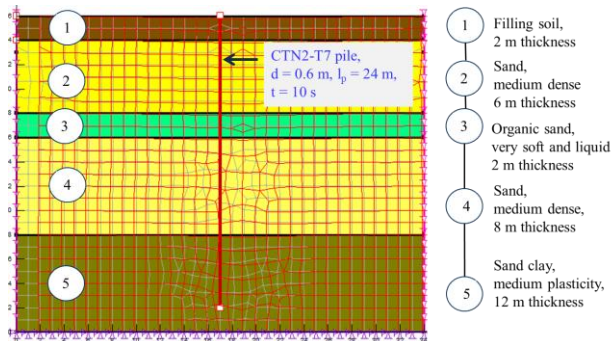 1
2
3
4
5
CTN2-T7 pile,
d = 0.6 m, lp = 24 m,
t = 10 s
1
Filling soil,
2 m thickness
2
Sand,
medium dense
6 m thickness
3
Organic sand,
very soft and liquid
2 m thickness
4
Sand,
medium dense,
8 m thickness
5
Sand clay,
medium plasticity,
12 m thickness